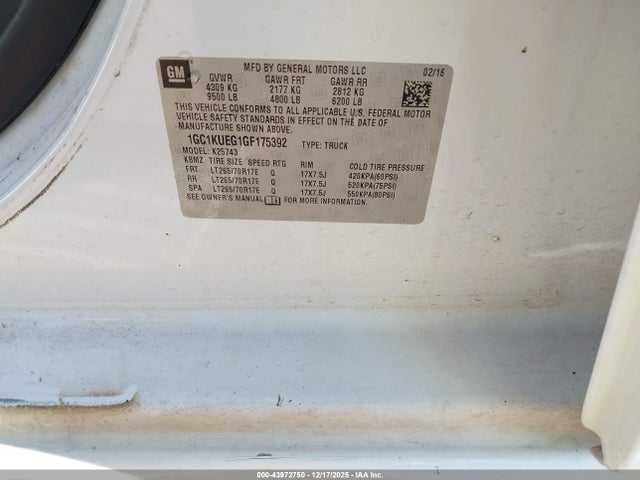 GM
MFD BY GENERAL MOTORS LLC 02/16
GVWR GAWR FRT GAWR RR
4309 KG 2177 KG 2812 KG
9500 LB 4800 LB 6200 LB
THIS VEHICLE CONFORMS TO ALL APPLICABLE U.S. FEDERAL MOTOR
VEHICLE SAFETY STANDARDS IN EFFECT ON THE DATE OF
MANUFACTURE SHOWN ABOVE.
1GC1KUEG1GF175392 TYPE: TRUCK
MODEL: K25743
KBMZ TIRE SIZE SPEED RTG RIM COLD TIRE PRESSURE
FRT LT265/70R17E Q 17X7.5J 420KPA(60PSI)
RR LT265/70R17E Q 17X7.5J 520KPA(75PSI)
SPA LT265/70R17E Q 17X7.5J 550KPA(80PSI)
SEE OWNER'S MANUAL FOR MORE INFORMATION.
000-43972750 - 12/17/2025 - IAA Inc.